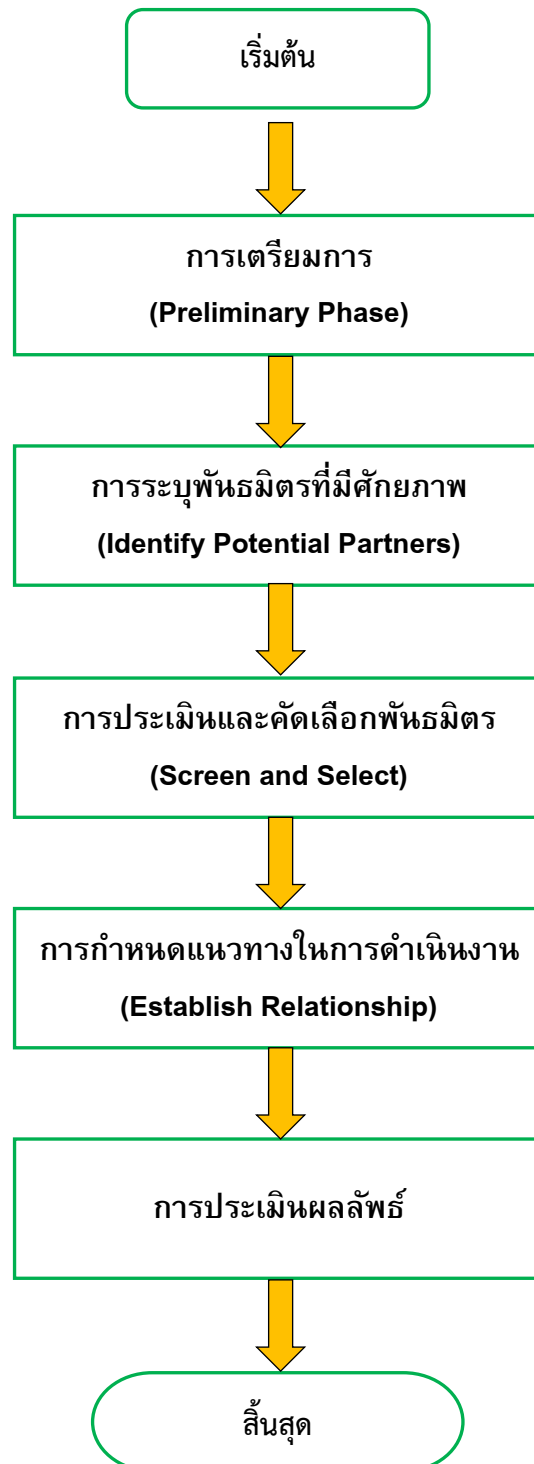 เริ่มต้น
การเตรียมการ
(Preliminary Phase)
การระบุพันธมิตรที่มีศักยภาพ
(Identify Potential Partners)
การประเมินและคัดเลือกพันธมิตร
(Screen and Select)
การกำหนดแนวทางในการดำเนินงาน
(Establish Relationship)
การประเมินผลลัพธ์
สิ้นสุด